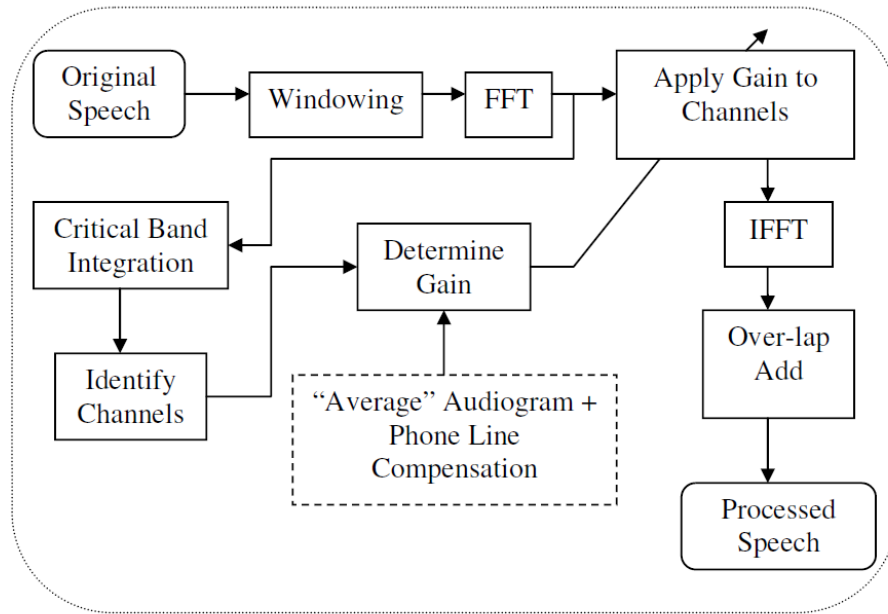 Original
Speech
Windowing
FFT
Apply Gain to
Channels
Critical Band
Integration
Determine
Gain
IFFT
Identify
Channels
“Average” Audiogram +
Phone Line
Compensation
Over-lap
Add
Processed
Speech